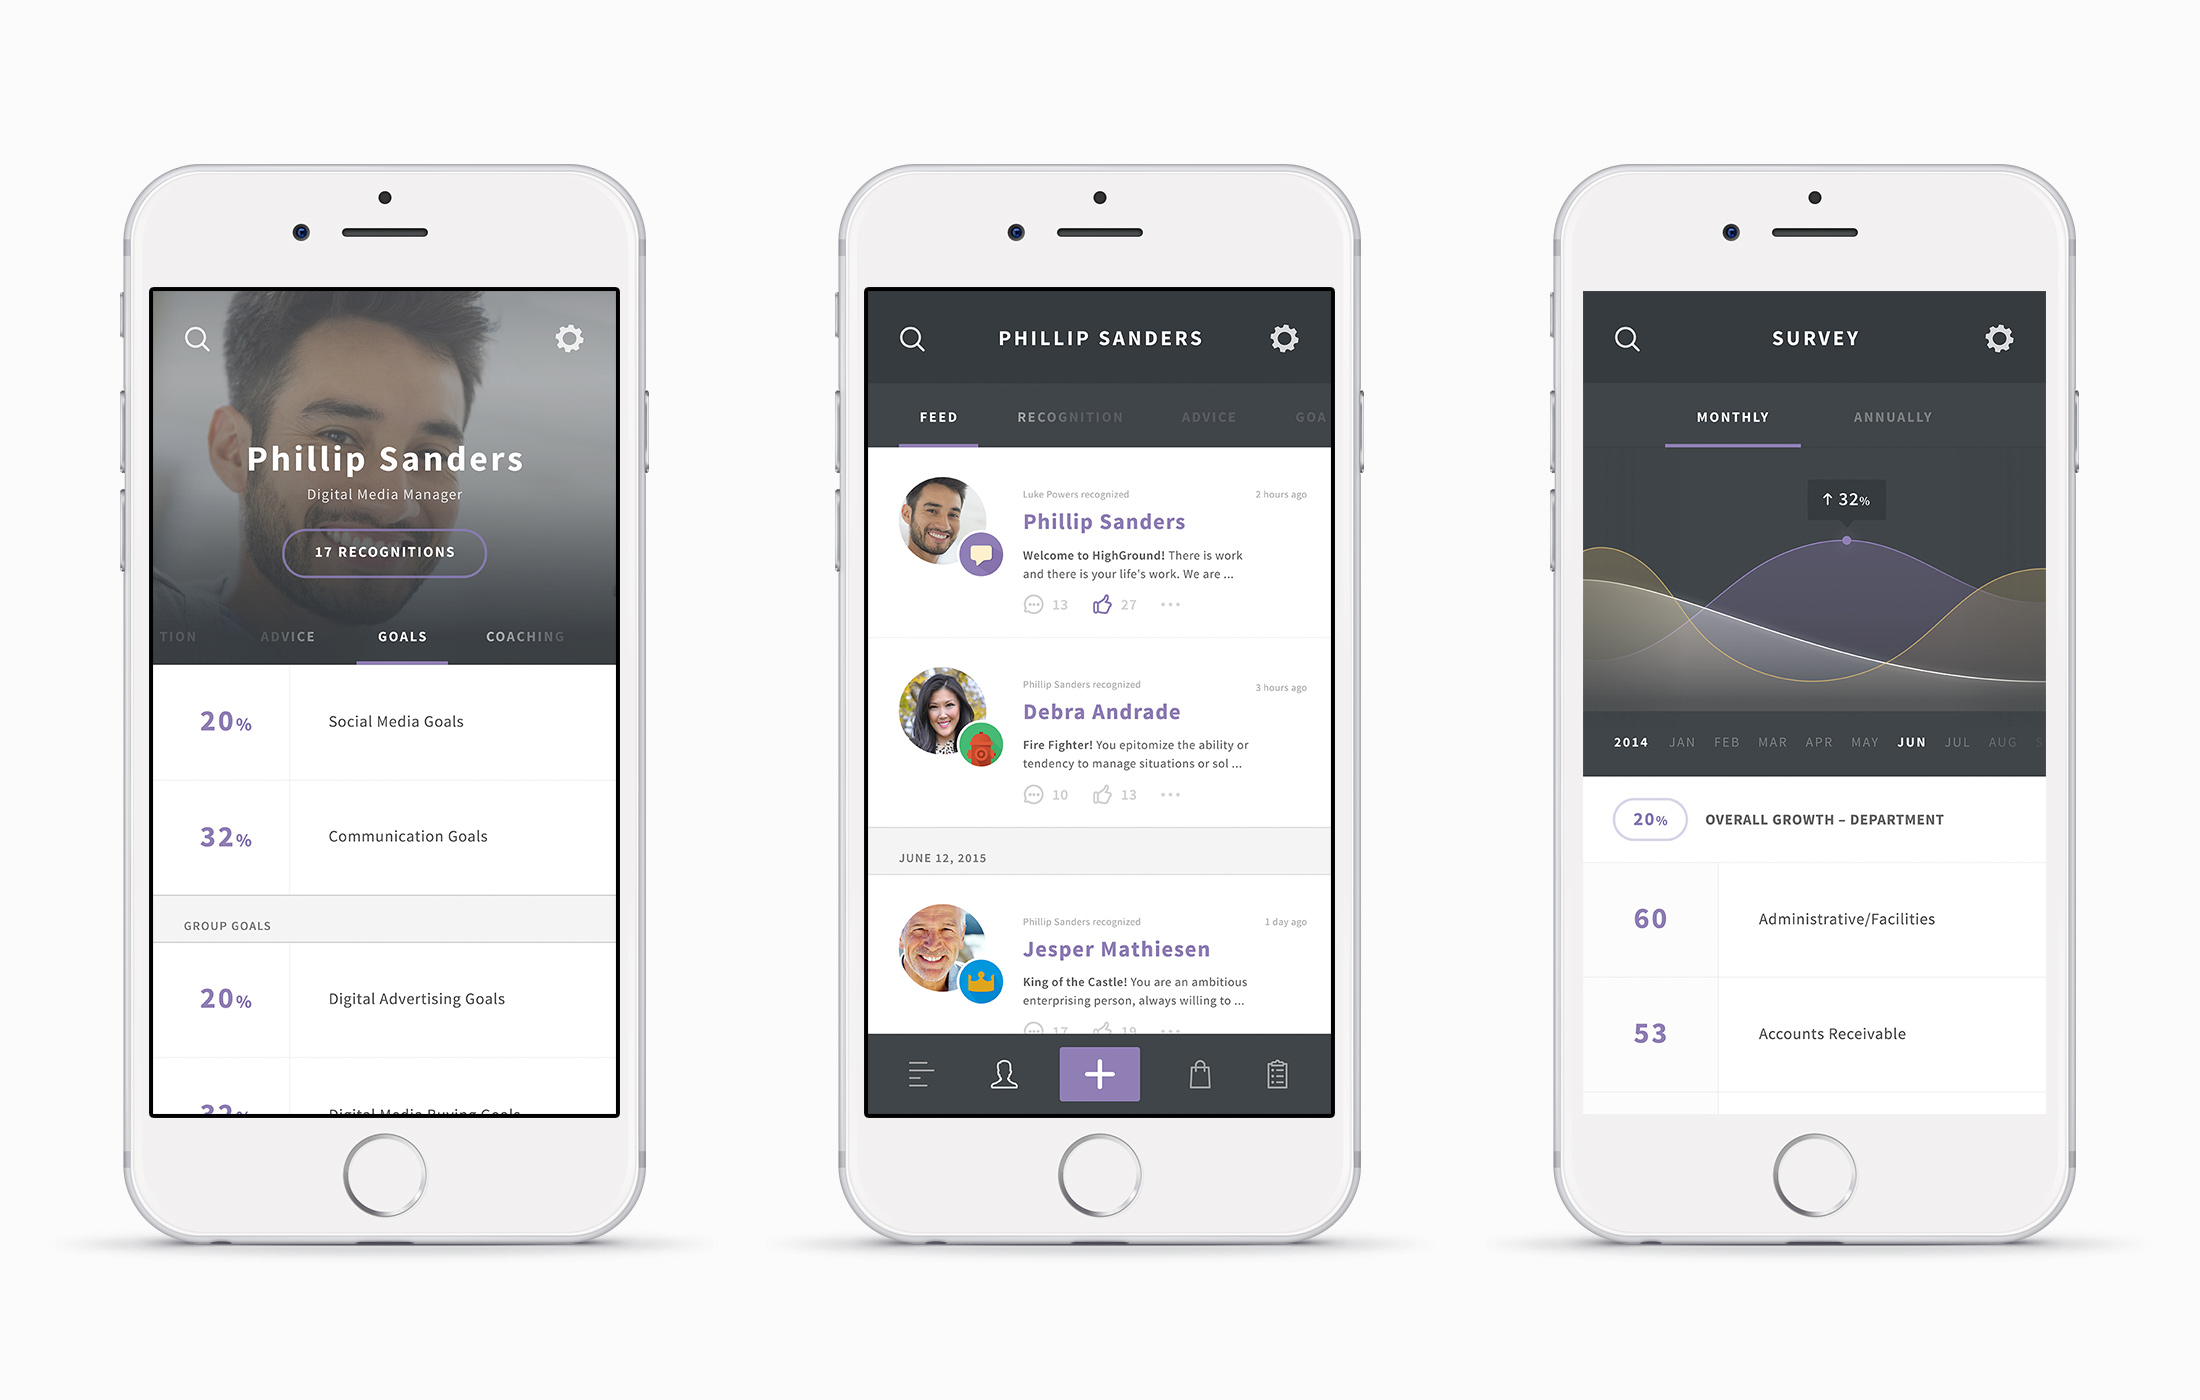 Phillip Sanders
Digital Media Manager
17 RECOGNITIONS
TION ADVICE GOALS COACHING
20% Social Media Goals
32% Communication Goals
GROUP GOALS
20% Digital Advertising Goals
32% Digital Media Buying Goals
PHILLIP SANDERS
FEED RECOGNITION ADVICE GOA
Luke Powers recognized 2 hours ago
Phillip Sanders
Welcome to HighGround! There is work
and there is your life's work. We are ...
13 27
Phillip Sanders recognized 3 hours ago
Debra Andrade
Fire Fighter! You epitomize the ability or
tendency to manage situations or sol ...
10 13
JUNE 12, 2015
Phillip Sanders recognized 1 day ago
Jesper Mathiesen
King of the Castle! You are an ambitious
enterprising person, always willing to ...
17 19
SURVEY
MONTHLY ANNUALLY
↑ 32%
2014 JAN FEB MAR APR MAY JUN JUL AUG S
20% OVERALL GROWTH – DEPARTMENT
60 Administrative/Facilities
53 Accounts Receivable